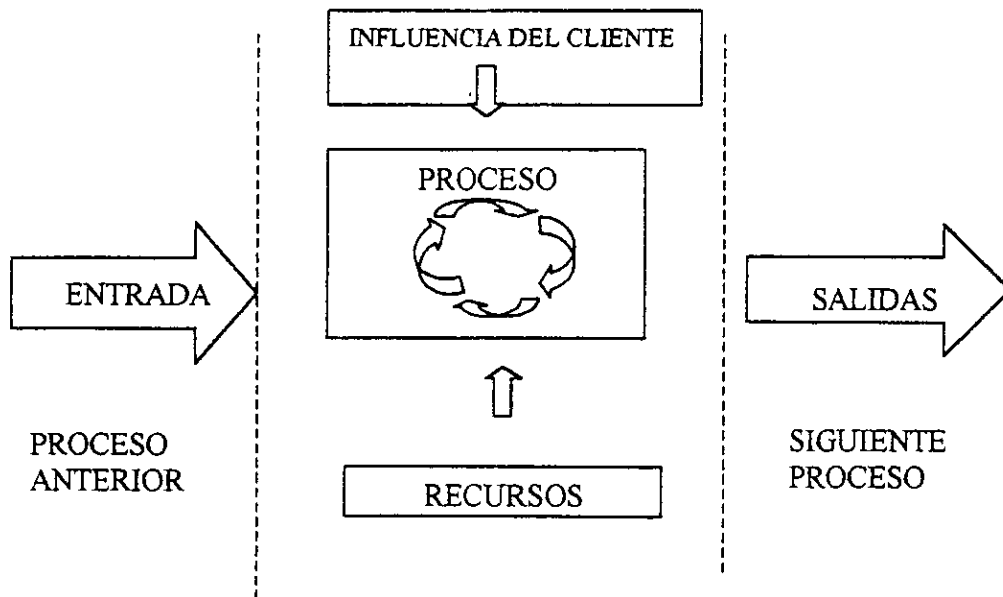 INFLUENCIA DEL CLIENTE
PROCESO
ENTRADA
SALIDAS
PROCESO
ANTERIOR
SIGUIENTE
PROCESO
RECURSOS